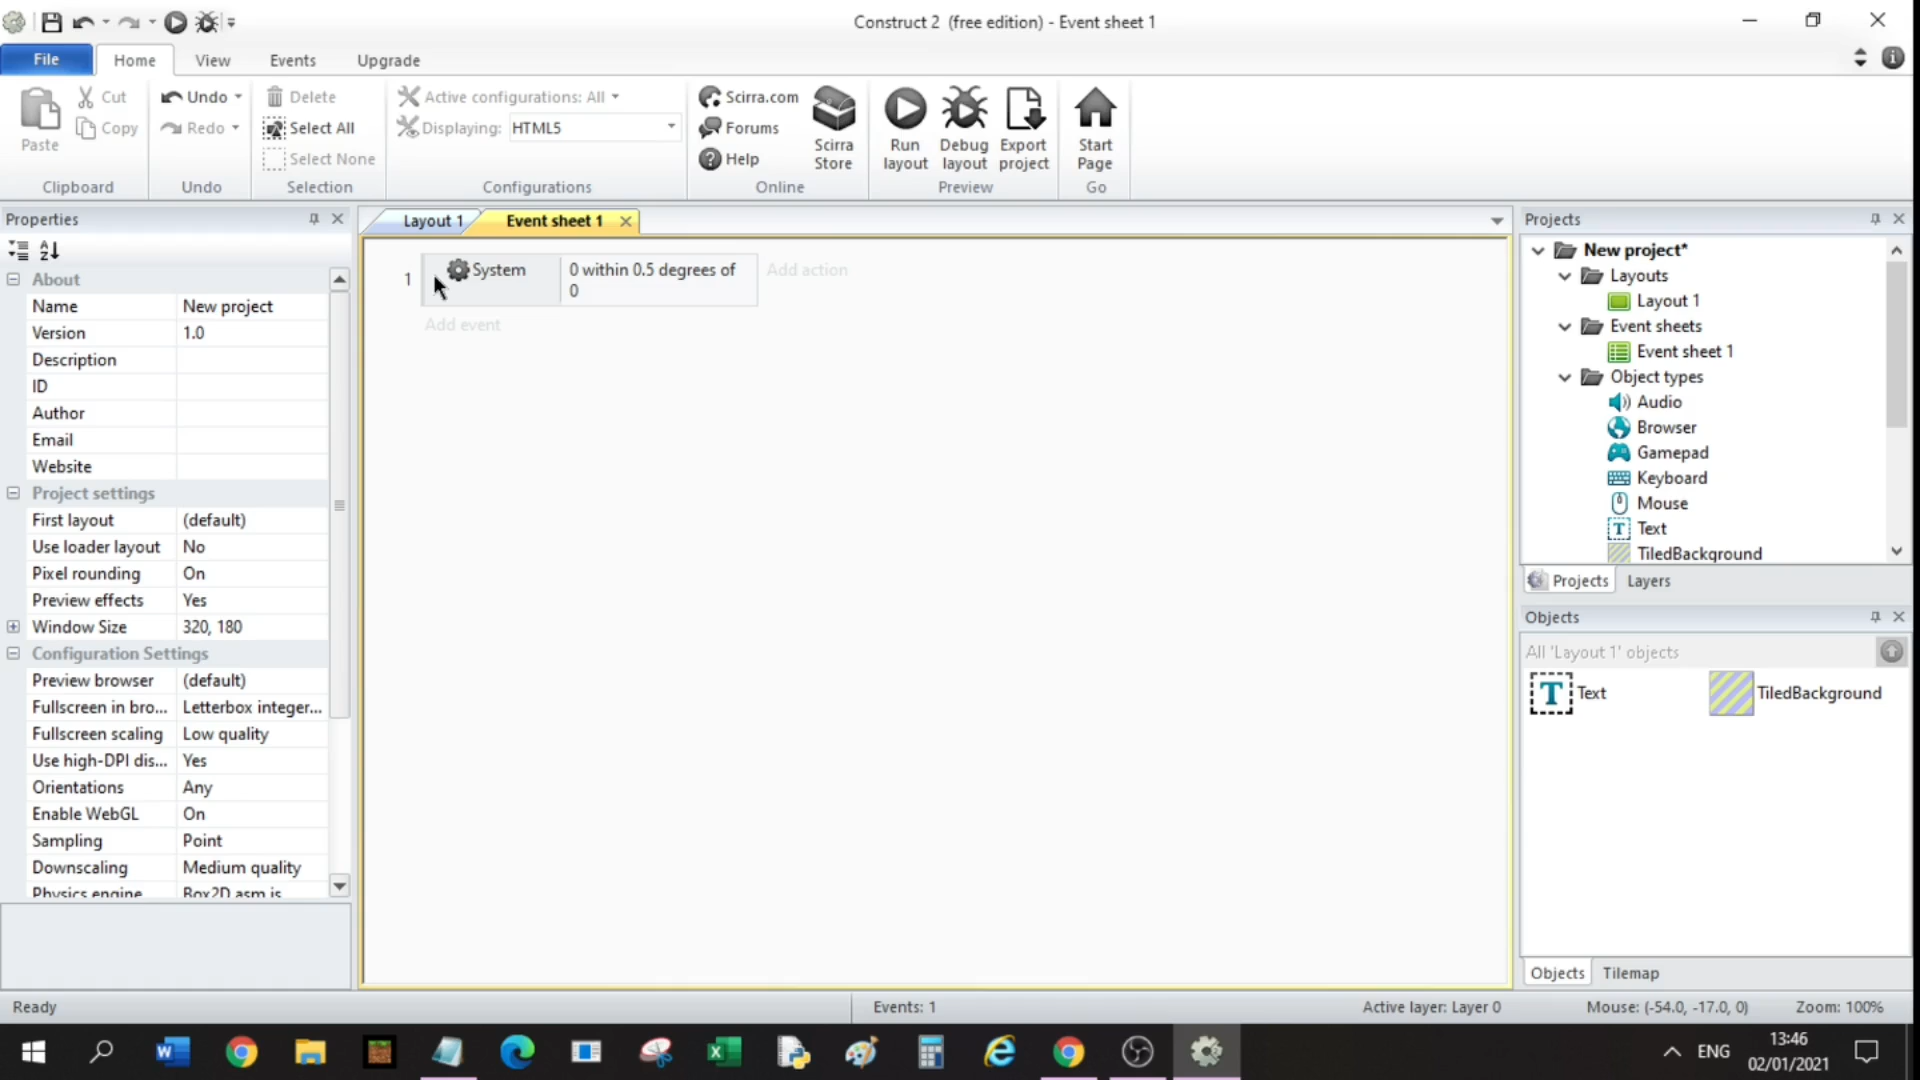 Construct 2 (free edition) - Event sheet 1
File Home View Events Upgrade
Paste
Cut
Copy
Clipboard
Undo
Redo
Undo
Delete
Select All
Select None
Selection
Active configurations: All
Displaying: HTML5
Configurations
Scirra.com
Forums
Help
Scirra Store
Online
Run layout
Debug layout
Export project
Preview
Start Page
Go
Properties
About
Name New project
Version 1.0
Description
ID
Author
Email
Website
Project settings
First layout (default)
Use loader layout No
Pixel rounding On
Preview effects Yes
Window Size 320, 180
Configuration Settings
Preview browser (default)
Fullscreen in bro... Letterbox integer...
Fullscreen scaling Low quality
Use high-DPI dis... Yes
Orientations Any
Enable WebGL On
Sampling Point
Downscaling Medium quality
Physics engine Box2D asm.js
Layout 1 Event sheet 1
1 System 0 within 0.5 degrees of 0 Add action
Add event
Projects
New project*
Layouts
Layout 1
Event sheets
Event sheet 1
Object types
Audio
Browser
Gamepad
Keyboard
Mouse
Text
TiledBackground
Projects Layers
Objects
All 'Layout 1' objects
Text TiledBackground
Objects Tilemap
Ready Events: 1 Active layer: Layer 0 Mouse: (-54.0, -17.0, 0) Zoom: 100%
ENG
13:46
02/01/2021